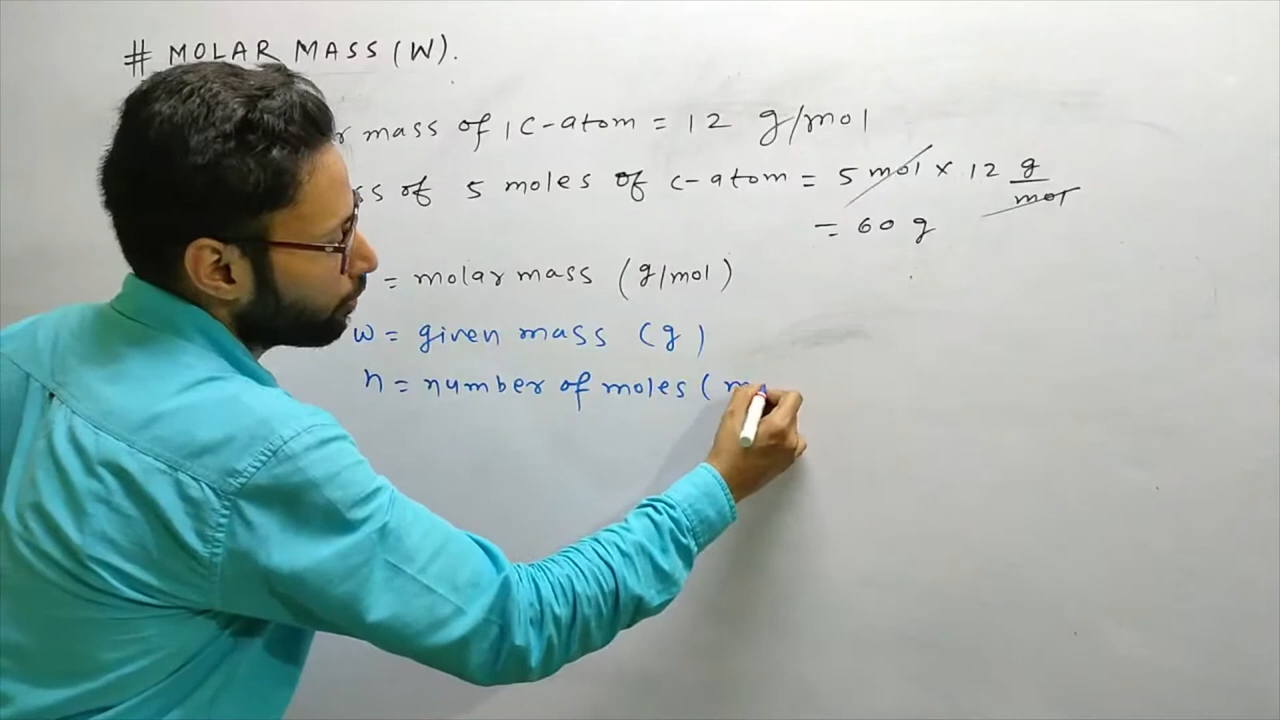 # MOLAR MASS (W).
mass of 1 C-atom = 12 g/mol
of 5 moles of C-atom = 5 mol x 12 g/mol
= 60 g
= molar mass (g/mol)
w = given mass (g)
n = number of moles (